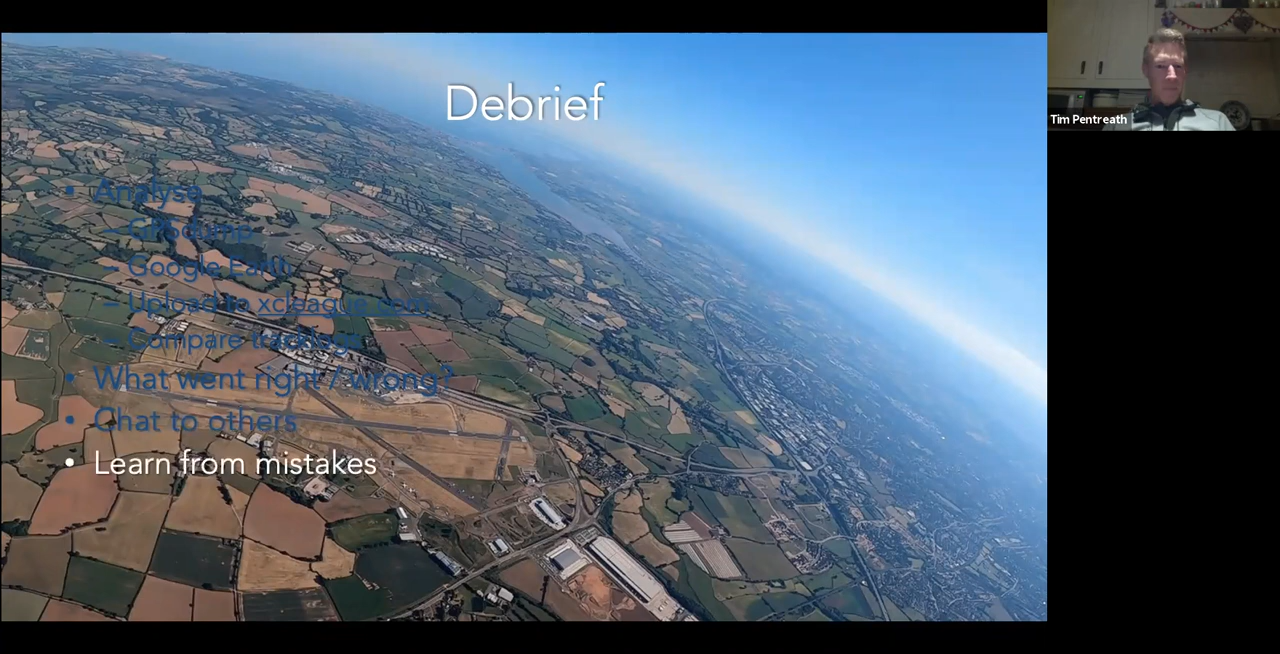 Debrief
Tim Pentreath
• Analyse
– GPSdump
– Google Earth
– Upload to xcleague.com
– Compare tracklogs
• What went right / wrong?
• Chat to others
• Learn from mistakes